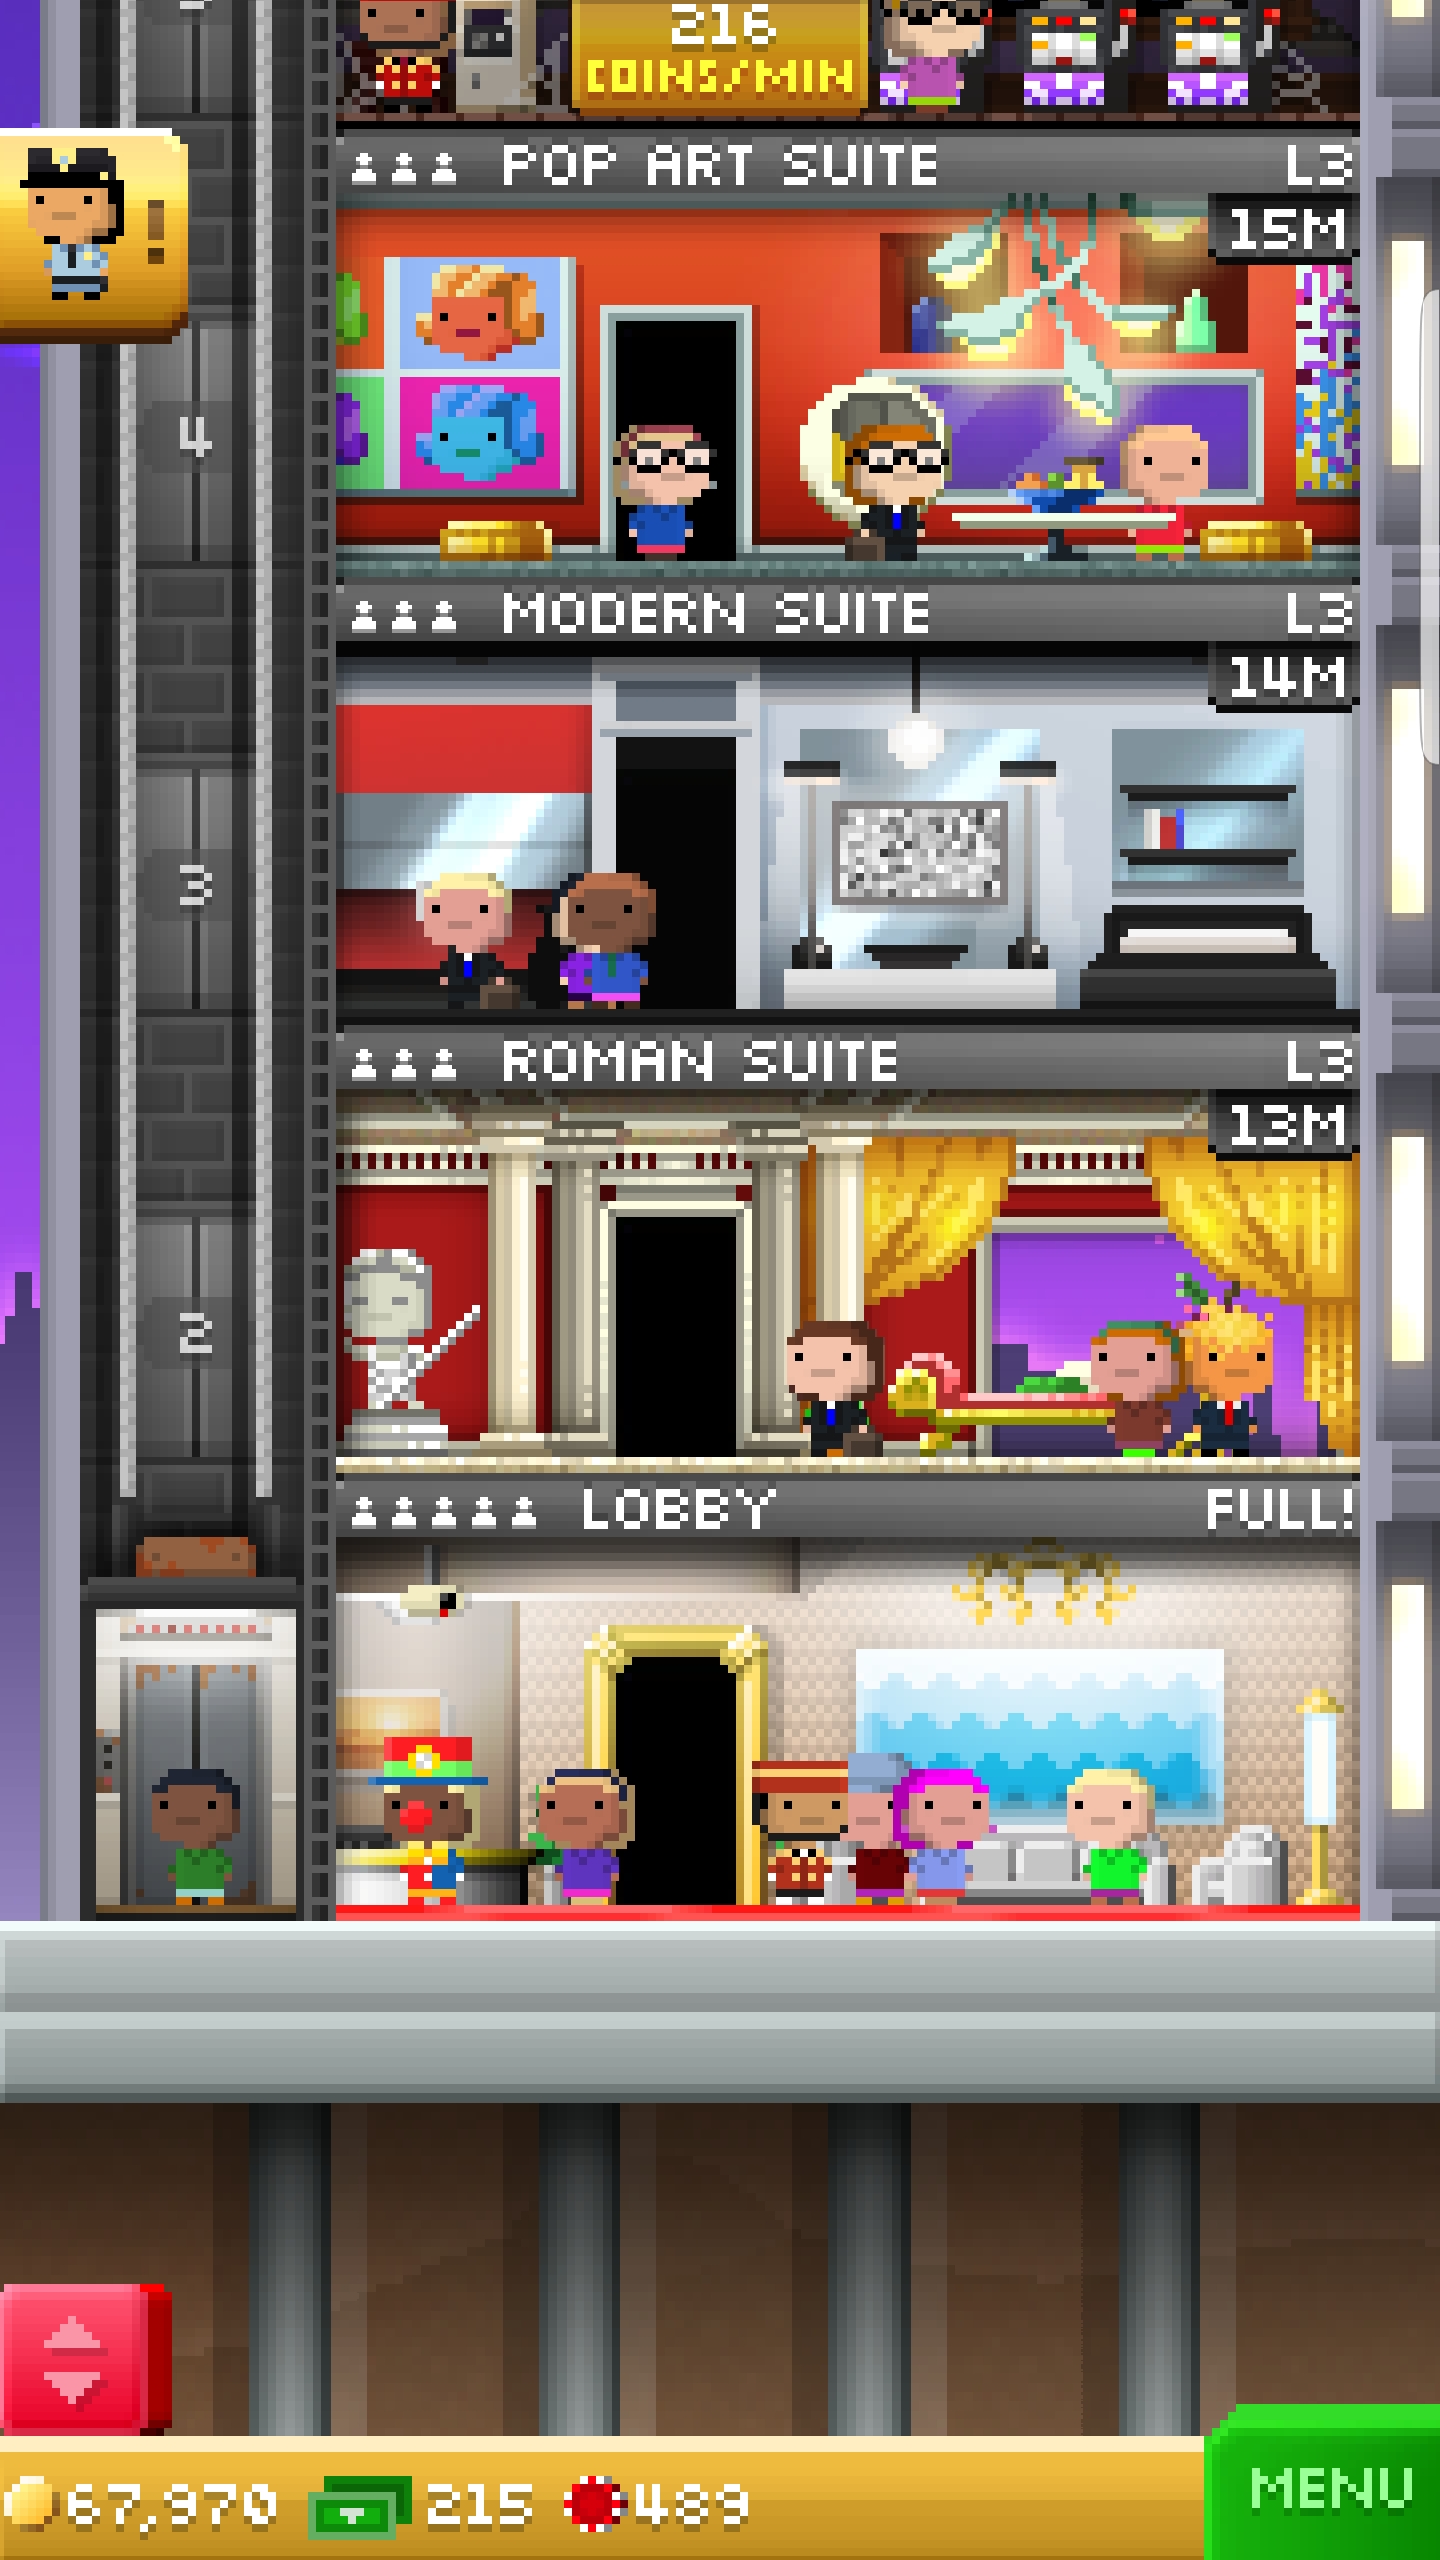 216
COINS/MIN
POP ART SUITE L3
15M
!
4
MODERN SUITE L3
14M
3
ROMAN SUITE L3
13M
2
LOBBY FULL!
67,970 215 489
MENU